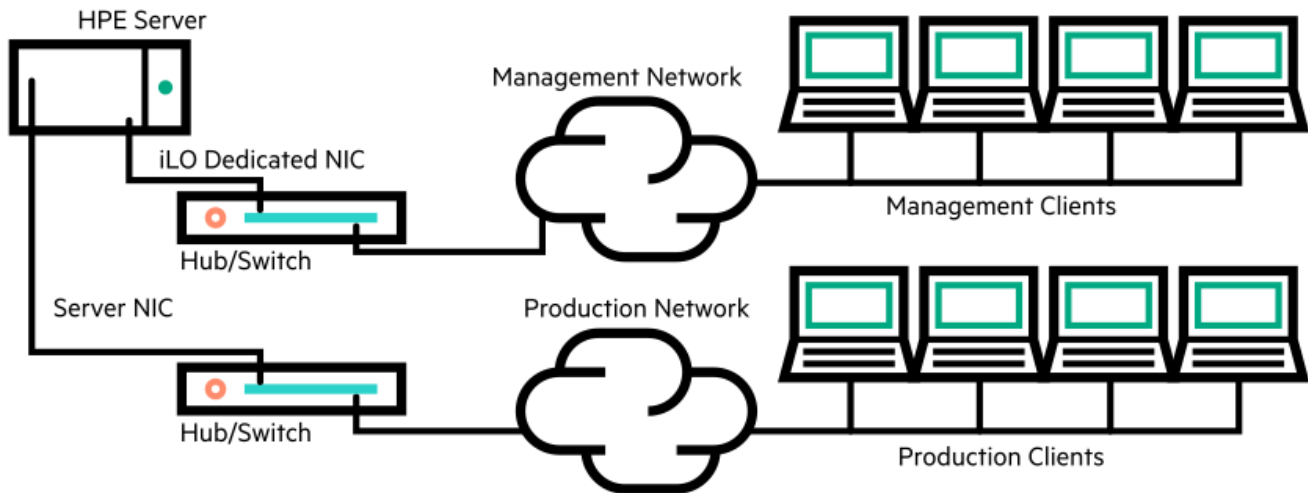 HPE Server
Management Network
iLO Dedicated NIC
Management Clients
Hub/Switch
Server NIC
Production Network
Hub/Switch
Production Clients